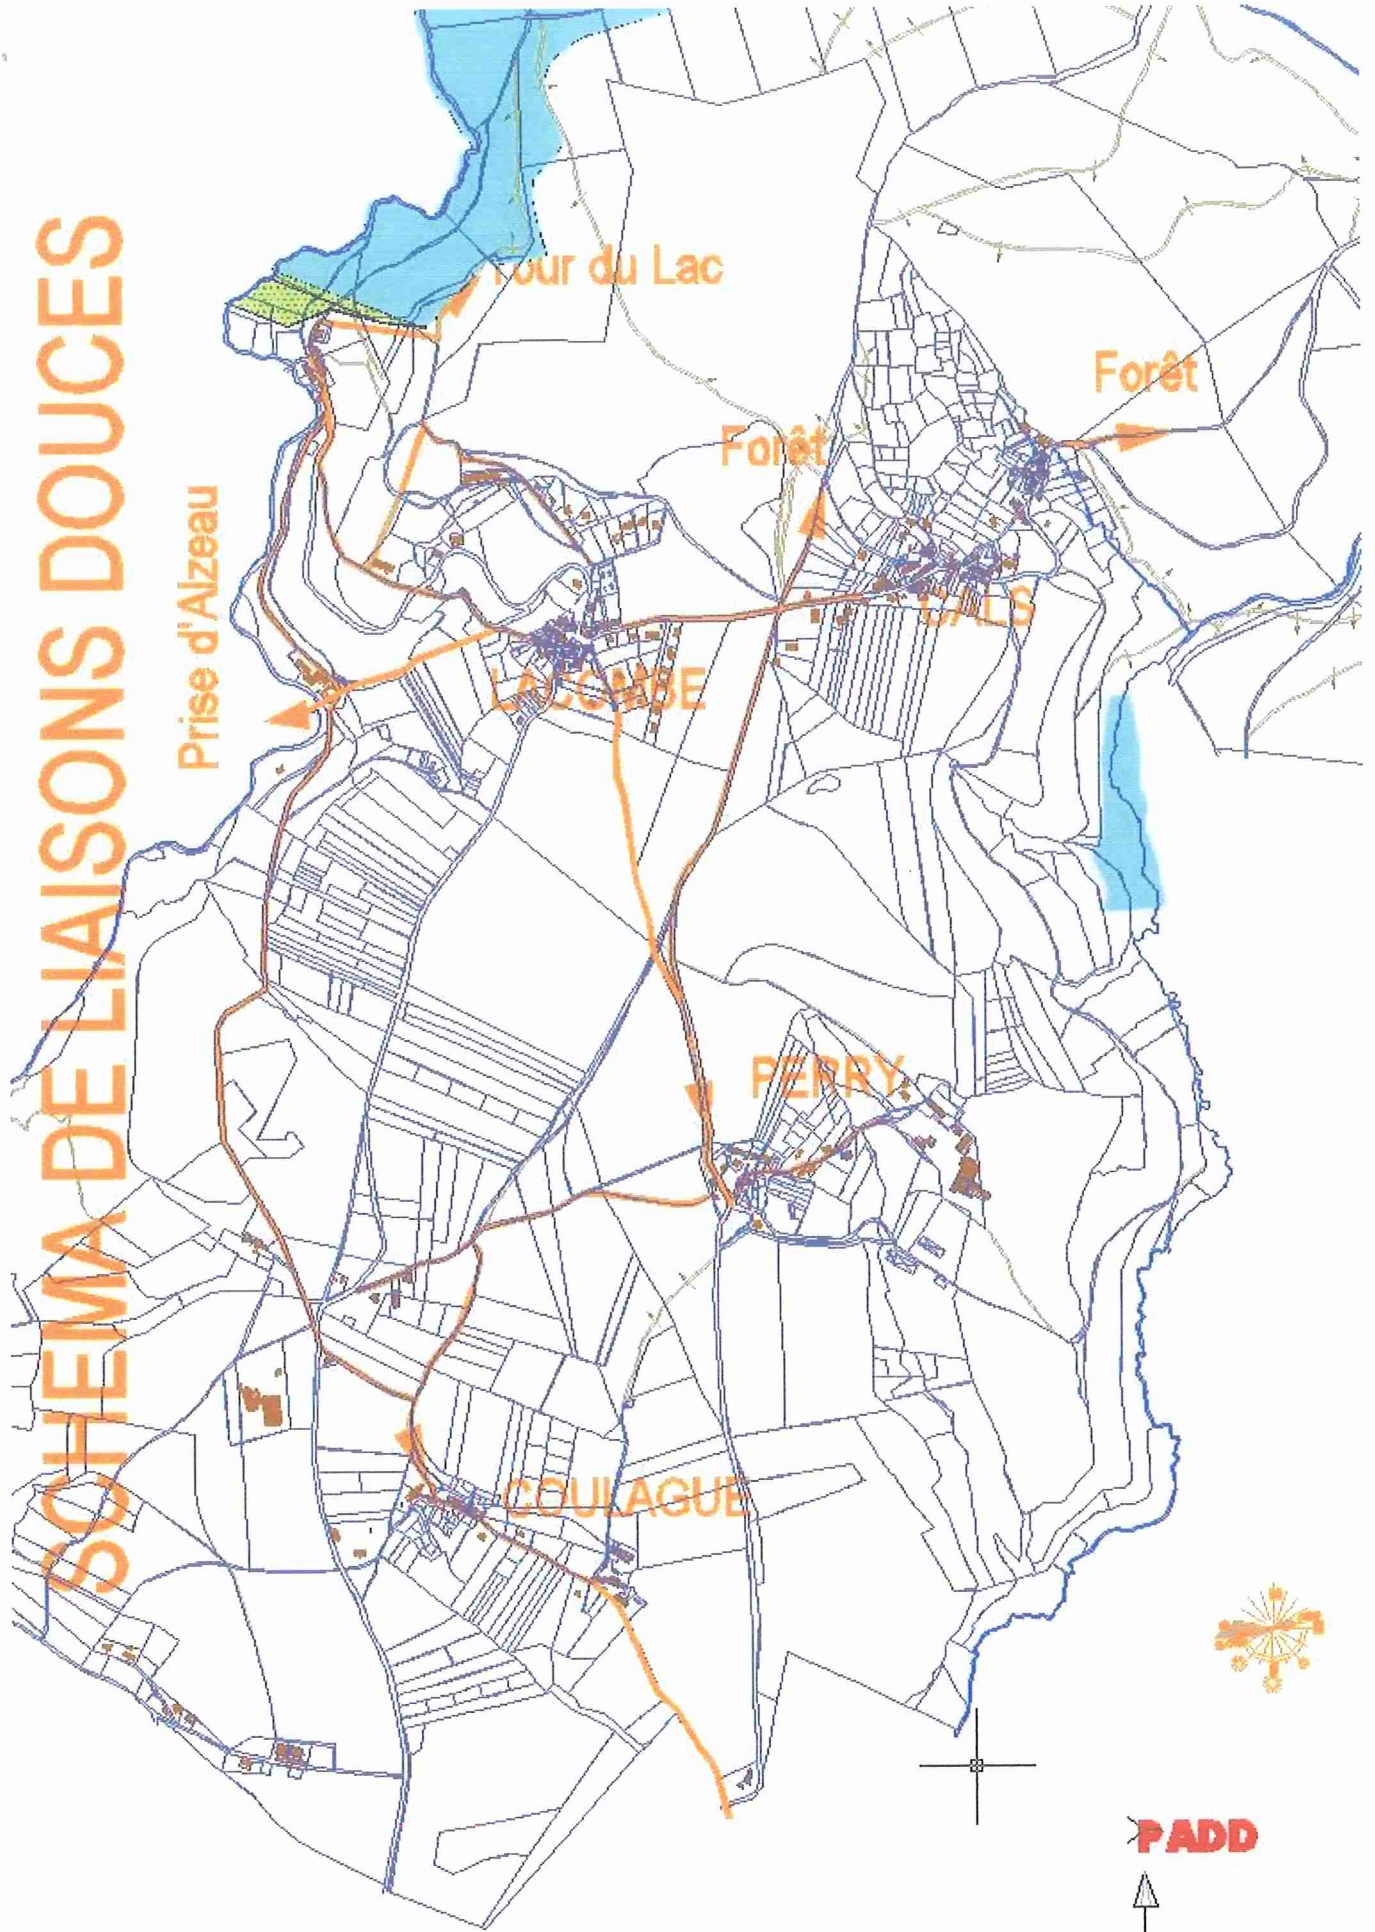 SCHEMA DE LIAISONS DOUCES
Tour du Lac
Forêt
Forêt
Prise d'Alzeau
CALS
LACOMBE
PERRY
COULAGUE
PADD